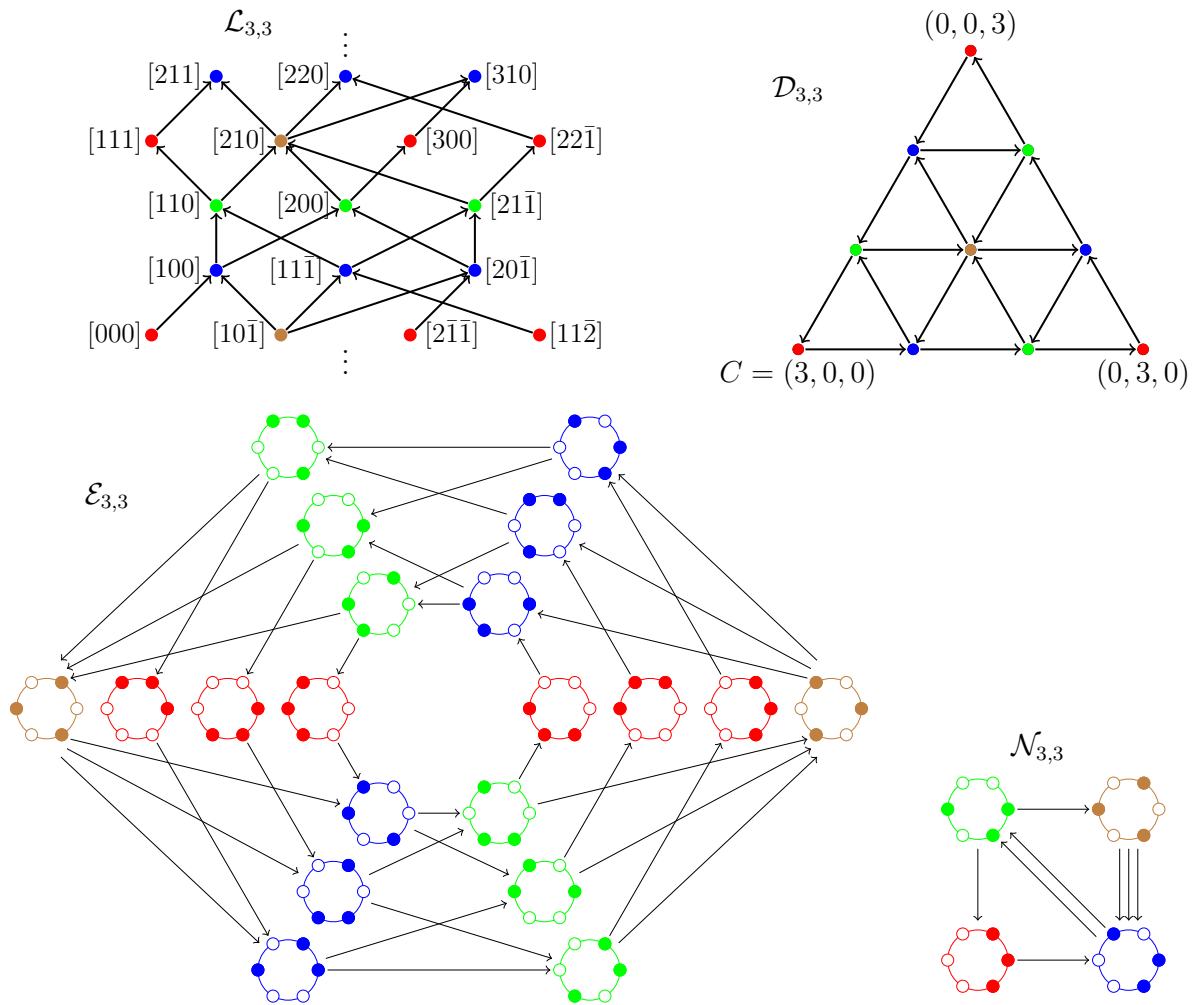 ℒ₃,₃
⋮
[211] [220] [310]
[111] [210] [300] [221̄]
[110] [200] [211̄]
[100] [111̄] [201̄]
[000] [101̄] [21̄1̄] [112̄]
⋮
(0, 0, 3)
𝒟₃,₃
C = (3, 0, 0) (0, 3, 0)
ℰ₃,₃
𝒩₃,₃